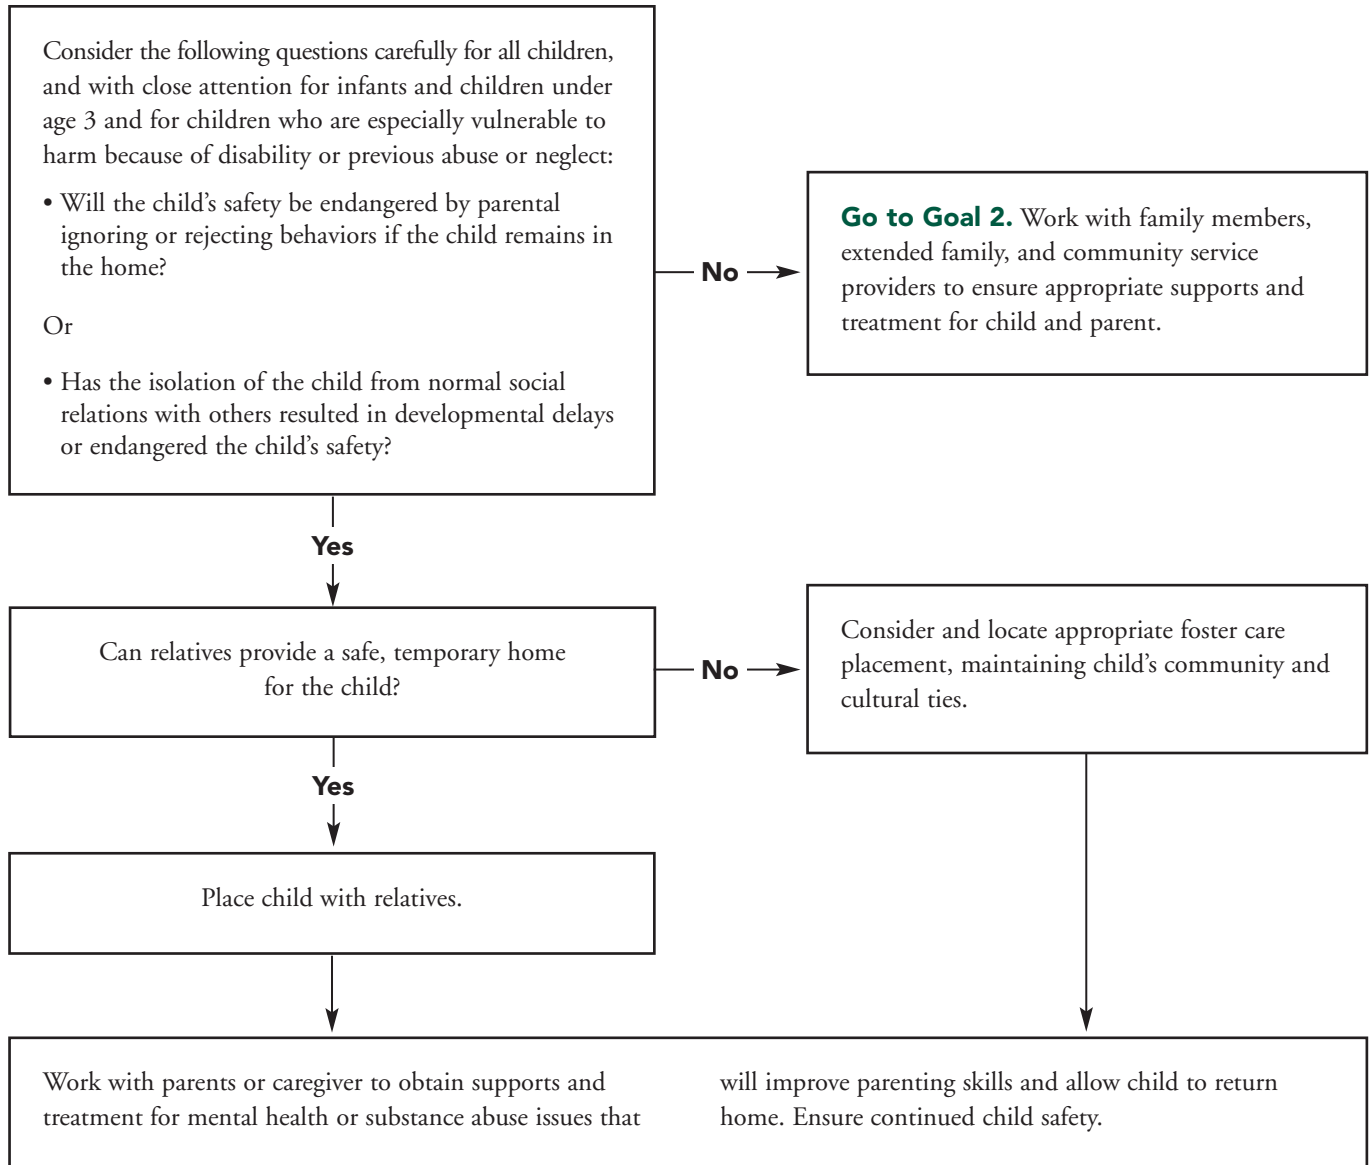 Consider the following questions carefully for all children,
and with close attention for infants and children under
age 3 and for children who are especially vulnerable to
harm because of disability or previous abuse or neglect:
• Will the child’s safety be endangered by parental
ignoring or rejecting behaviors if the child remains in
the home?
Or
• Has the isolation of the child from normal social
relations with others resulted in developmental delays
or endangered the child’s safety?
No
Go to Goal 2. Work with family members,
extended family, and community service
providers to ensure appropriate supports and
treatment for child and parent.
Yes
Can relatives provide a safe, temporary home
for the child?
No
Consider and locate appropriate foster care
placement, maintaining child’s community and
cultural ties.
Yes
Place child with relatives.
Work with parents or caregiver to obtain supports and
treatment for mental health or substance abuse issues that
will improve parenting skills and allow child to return
home. Ensure continued child safety.